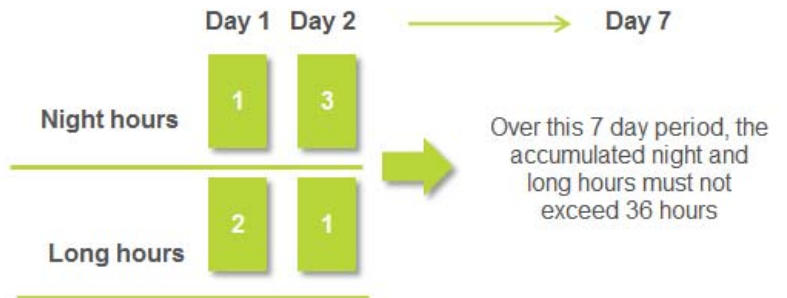 Day 1 Day 2 Day 7
Night hours
1 3
Over this 7 day period, the
accumulated night and
long hours must not
exceed 36 hours
Long hours
2 1